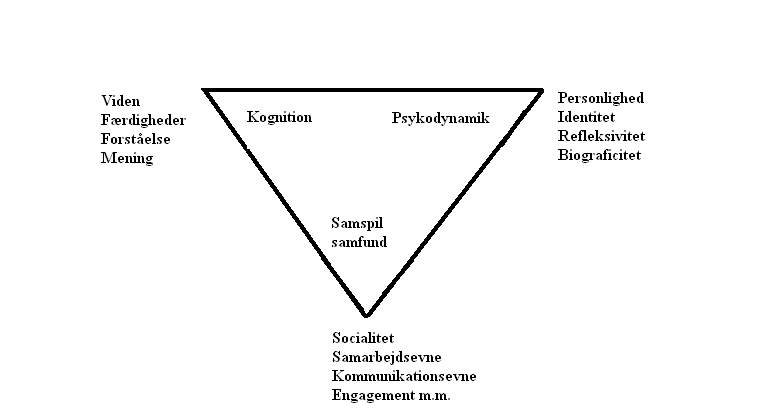 Viden
Færdigheder
Forståelse
Mening
Kognition
Psykodynamik
Personlighed
Identitet
Refleksivitet
Biograficitet
Samspil
samfund
Socialitet
Samarbejdsevne
Kommunikationsevne
Engagement m.m.